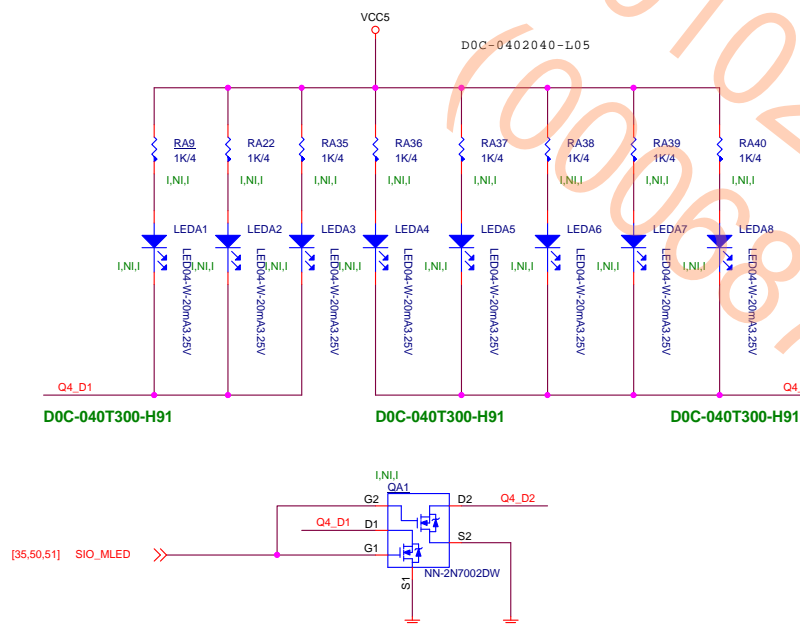 VCC5
D0C-0402040-L05
RA9
1K/4
RA22
1K/4
RA35
1K/4
RA36
1K/4
RA37
1K/4
RA38
1K/4
RA39
1K/4
RA40
1K/4
I,NI,I
I,NI,I
I,NI,I
I,NI,I
I,NI,I
I,NI,I
I,NI,I
I,NI,I
LEDA1
LEDA2
LEDA3
LEDA4
LEDA5
LEDA6
LEDA7
LEDA8
I,NI,I
I,NI,I
I,NI,I
I,NI,I
I,NI,I
I,NI,I
I,NI,I
I,NI,I
LED04-W-20mA3.25V
LED04-W-20mA3.25V
LED04-W-20mA3.25V
LED04-W-20mA3.25V
LED04-W-20mA3.25V
LED04-W-20mA3.25V
LED04-W-20mA3.25V
LED04-W-20mA3.25V
Q4_D1
Q4_
D0C-040T300-H91
D0C-040T300-H91
D0C-040T300-H91
I,NI,I
QA1
G2
D2
Q4_D2
Q4_D1
D1
S2
[35,50,51]
SIO_MLED
G1
S1
NN-2N7002DW